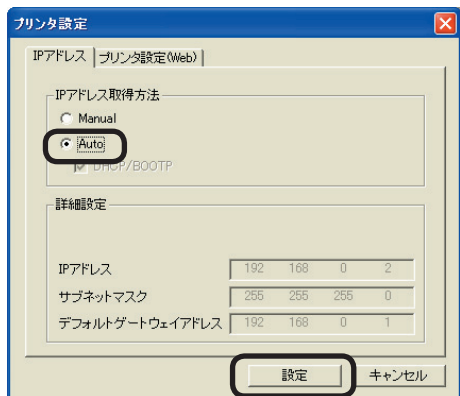 プリンタ設定
IPアドレス プリンタ設定(Web)
IPアドレス取得方法
Manual
Auto
DHCP/BOOTP
詳細設定
IPアドレス 192 168 0 2
サブネットマスク 255 255 255 0
デフォルトゲートウェイアドレス 192 168 0 1
設定 キャンセル